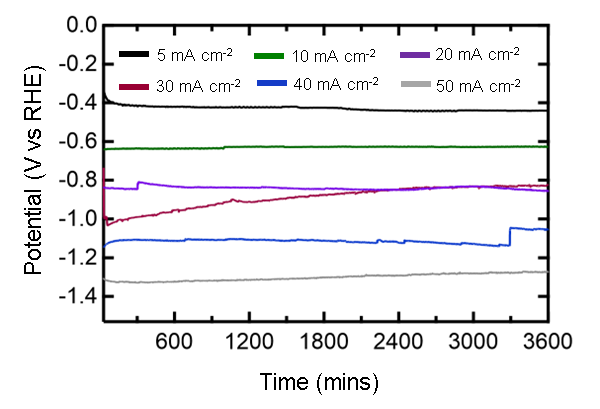 0.0
-0.2
-0.4
-0.6
-0.8
-1.0
-1.2
-1.4
Potential (V vs RHE)
5 mA cm⁻² 10 mA cm⁻² 20 mA cm⁻²
30 mA cm⁻² 40 mA cm⁻² 50 mA cm⁻²
600 1200 1800 2400 3000 3600
Time (mins)